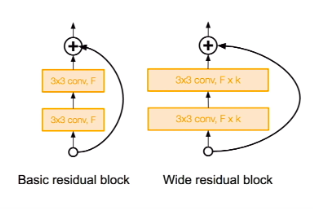 3x3 conv, F
3x3 conv, F
Basic residual block
3x3 conv, F x k
3x3 conv, F x k
Wide residual block